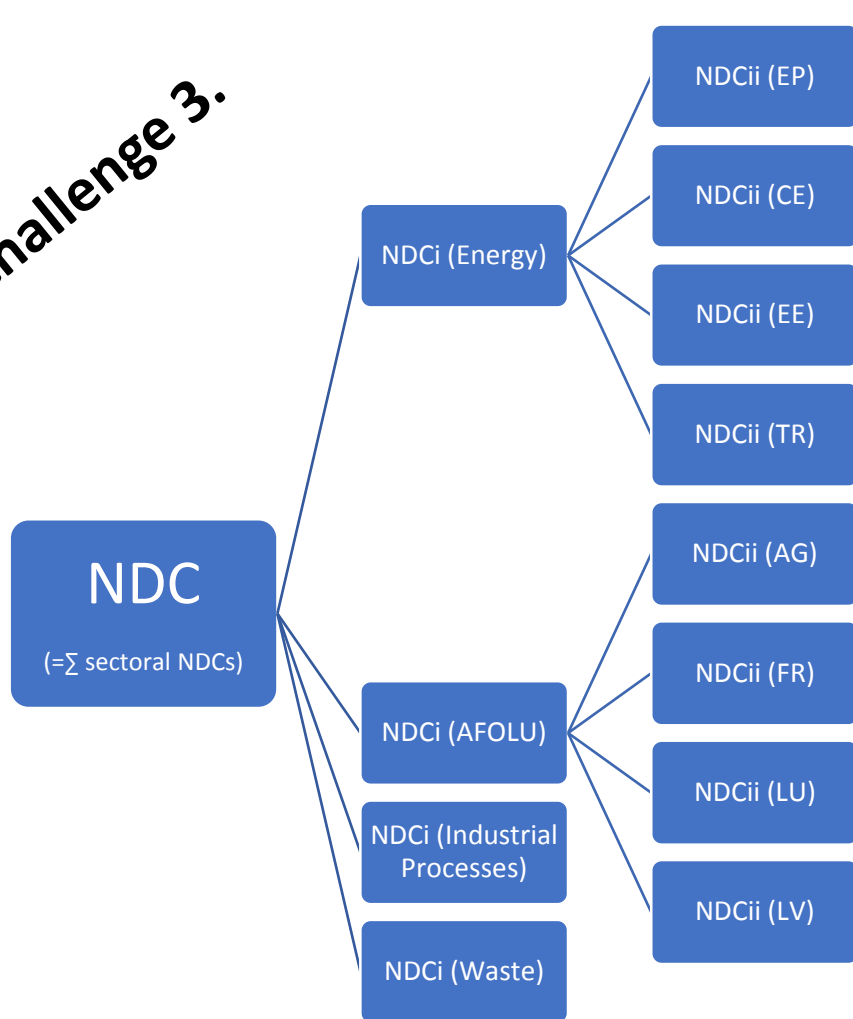 hallenge 3.
NDC
(=∑ sectoral NDCs)
NDCi (Energy)
NDCii (EP)
NDCii (CE)
NDCii (EE)
NDCii (TR)
NDCi (AFOLU)
NDCii (AG)
NDCii (FR)
NDCii (LU)
NDCii (LV)
NDCi (Industrial
Processes)
NDCi (Waste)